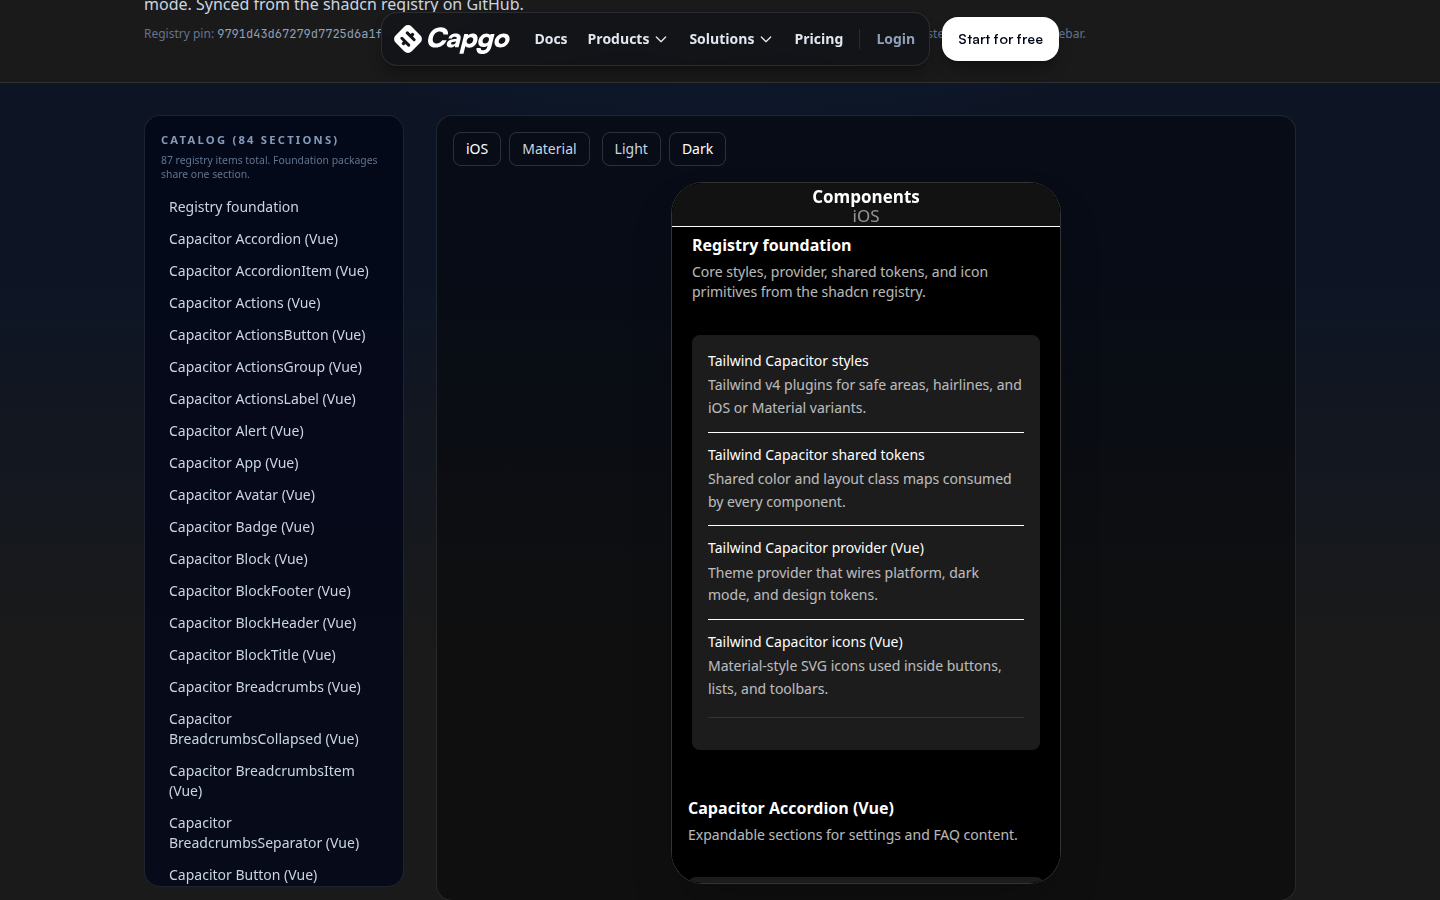 mode. Synced from the shadcn registry on GitHub.
Registry pin: 9791d43d67279d7725d6a1f
ebar.
Capgo
Docs
Products
Solutions
Pricing
Login
Start for free
CATALOG (84 SECTIONS)
87 registry items total. Foundation packages
share one section.
Registry foundation
Capacitor Accordion (Vue)
Capacitor AccordionItem (Vue)
Capacitor Actions (Vue)
Capacitor ActionsButton (Vue)
Capacitor ActionsGroup (Vue)
Capacitor ActionsLabel (Vue)
Capacitor Alert (Vue)
Capacitor App (Vue)
Capacitor Avatar (Vue)
Capacitor Badge (Vue)
Capacitor Block (Vue)
Capacitor BlockFooter (Vue)
Capacitor BlockHeader (Vue)
Capacitor BlockTitle (Vue)
Capacitor Breadcrumbs (Vue)
Capacitor
BreadcrumbsCollapsed (Vue)
Capacitor BreadcrumbsItem
(Vue)
Capacitor
BreadcrumbsSeparator (Vue)
Capacitor Button (Vue)
iOS
Material
Light
Dark
Components
iOS
Registry foundation
Core styles, provider, shared tokens, and icon
primitives from the shadcn registry.
Tailwind Capacitor styles
Tailwind v4 plugins for safe areas, hairlines, and
iOS or Material variants.
Tailwind Capacitor shared tokens
Shared color and layout class maps consumed
by every component.
Tailwind Capacitor provider (Vue)
Theme provider that wires platform, dark
mode, and design tokens.
Tailwind Capacitor icons (Vue)
Material-style SVG icons used inside buttons,
lists, and toolbars.
Capacitor Accordion (Vue)
Expandable sections for settings and FAQ content.